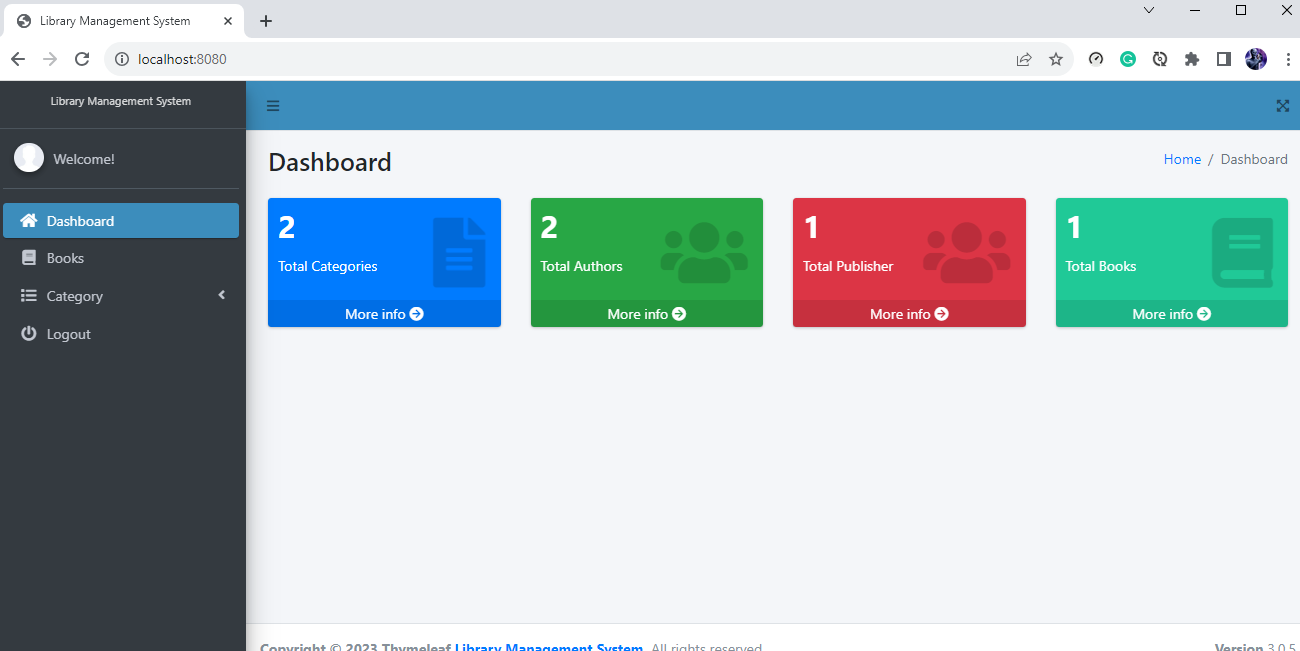 Library Management System
localhost:8080
Library Management System
Welcome!
Dashboard
Books
Category
Logout
Dashboard
Home / Dashboard
2
Total Categories
More info
2
Total Authors
More info
1
Total Publisher
More info
1
Total Books
More info
Copyright © 2023 Thymeleaf Library Management System. All rights reserved.
Version 3.0.5